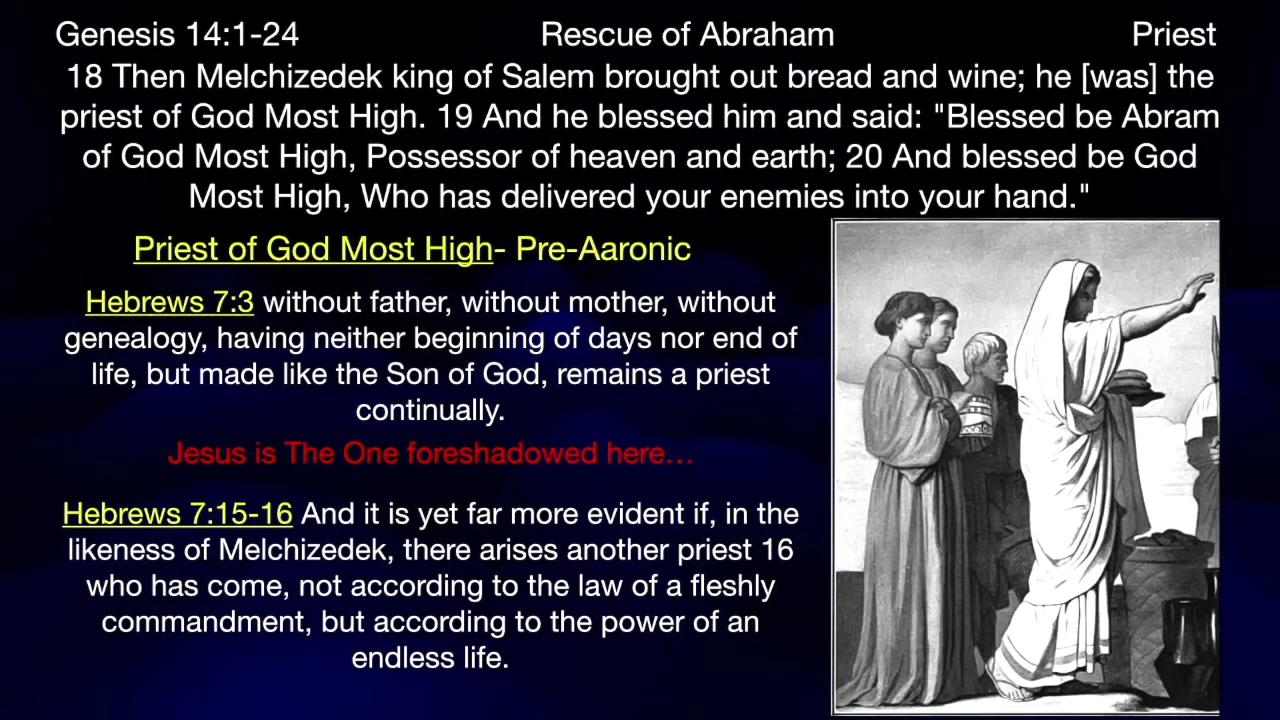 Genesis 14:1-24 Rescue of Abraham Priest
18 Then Melchizedek king of Salem brought out bread and wine; he [was] the
priest of God Most High. 19 And he blessed him and said: "Blessed be Abram
of God Most High, Possessor of heaven and earth; 20 And blessed be God
Most High, Who has delivered your enemies into your hand."
Priest of God Most High- Pre-Aaronic
Hebrews 7:3 without father, without mother, without
genealogy, having neither beginning of days nor end of
life, but made like the Son of God, remains a priest
continually.
Jesus is The One foreshadowed here…
Hebrews 7:15-16 And it is yet far more evident if, in the
likeness of Melchizedek, there arises another priest 16
who has come, not according to the law of a fleshly
commandment, but according to the power of an
endless life.